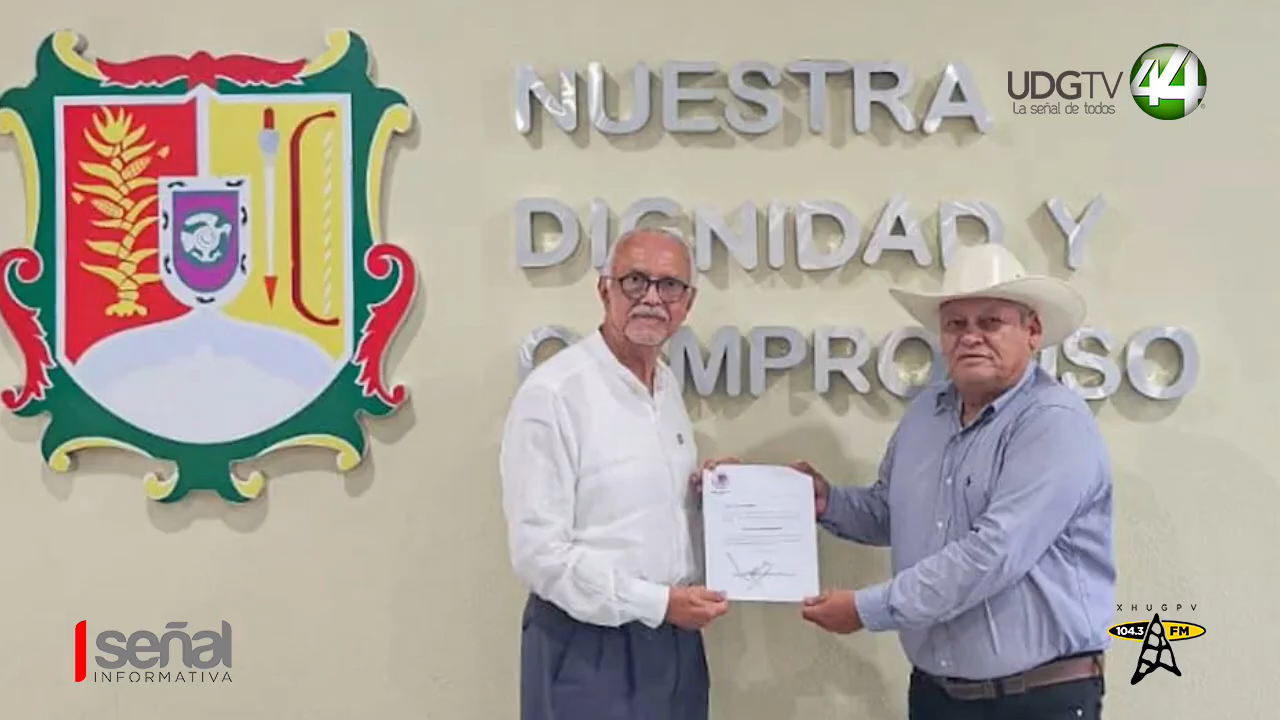 NUESTRA
DIGNIDAD Y
COMPROMISO
UDGTV 44
La señal de todos
señal
INFORMATIVA
XHUGPV
104.3 FM